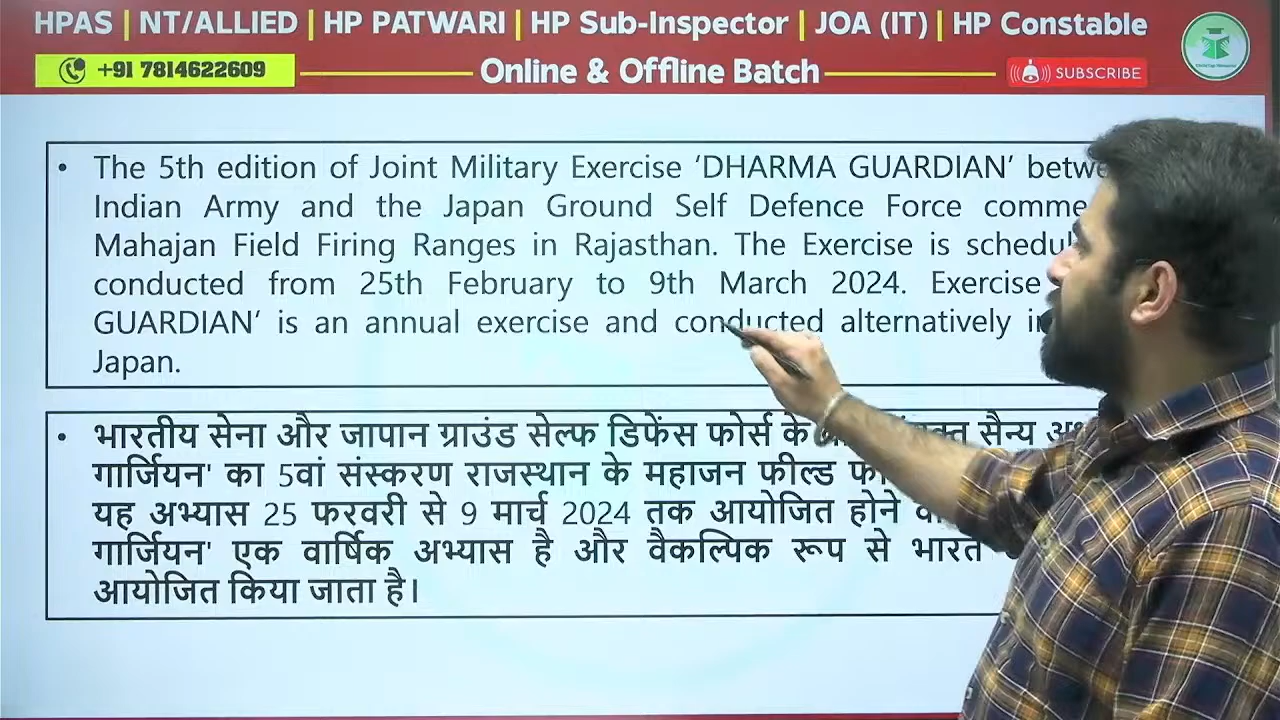 HPAS | NT/ALLIED | HP PATWARI | HP Sub-Inspector | JOA (IT) | HP Constable
+91 7814622609
Online & Offline Batch
SUBSCRIBE
• The 5th edition of Joint Military Exercise ‘DHARMA GUARDIAN’
Indian Army and the Japan Ground Self Defence Force
Mahajan Field Firing Ranges in Rajasthan. The Exercise is
conducted from 25th February to 9th March 2024. Exercise
GUARDIAN’ is an annual exercise and conducted alternatively
Japan.
• भारतीय सेना और जापान ग्राउंड सेल्फ डिफेंस फोर्स के सैन्य
गार्जियन' का 5वां संस्करण राजस्थान के महाजन फील्ड
यह अभ्यास 25 फरवरी से 9 मार्च 2024 तक आयोजित होने
गार्जियन' एक वार्षिक अभ्यास है और वैकल्पिक रूप से भारत
आयोजित किया जाता है।